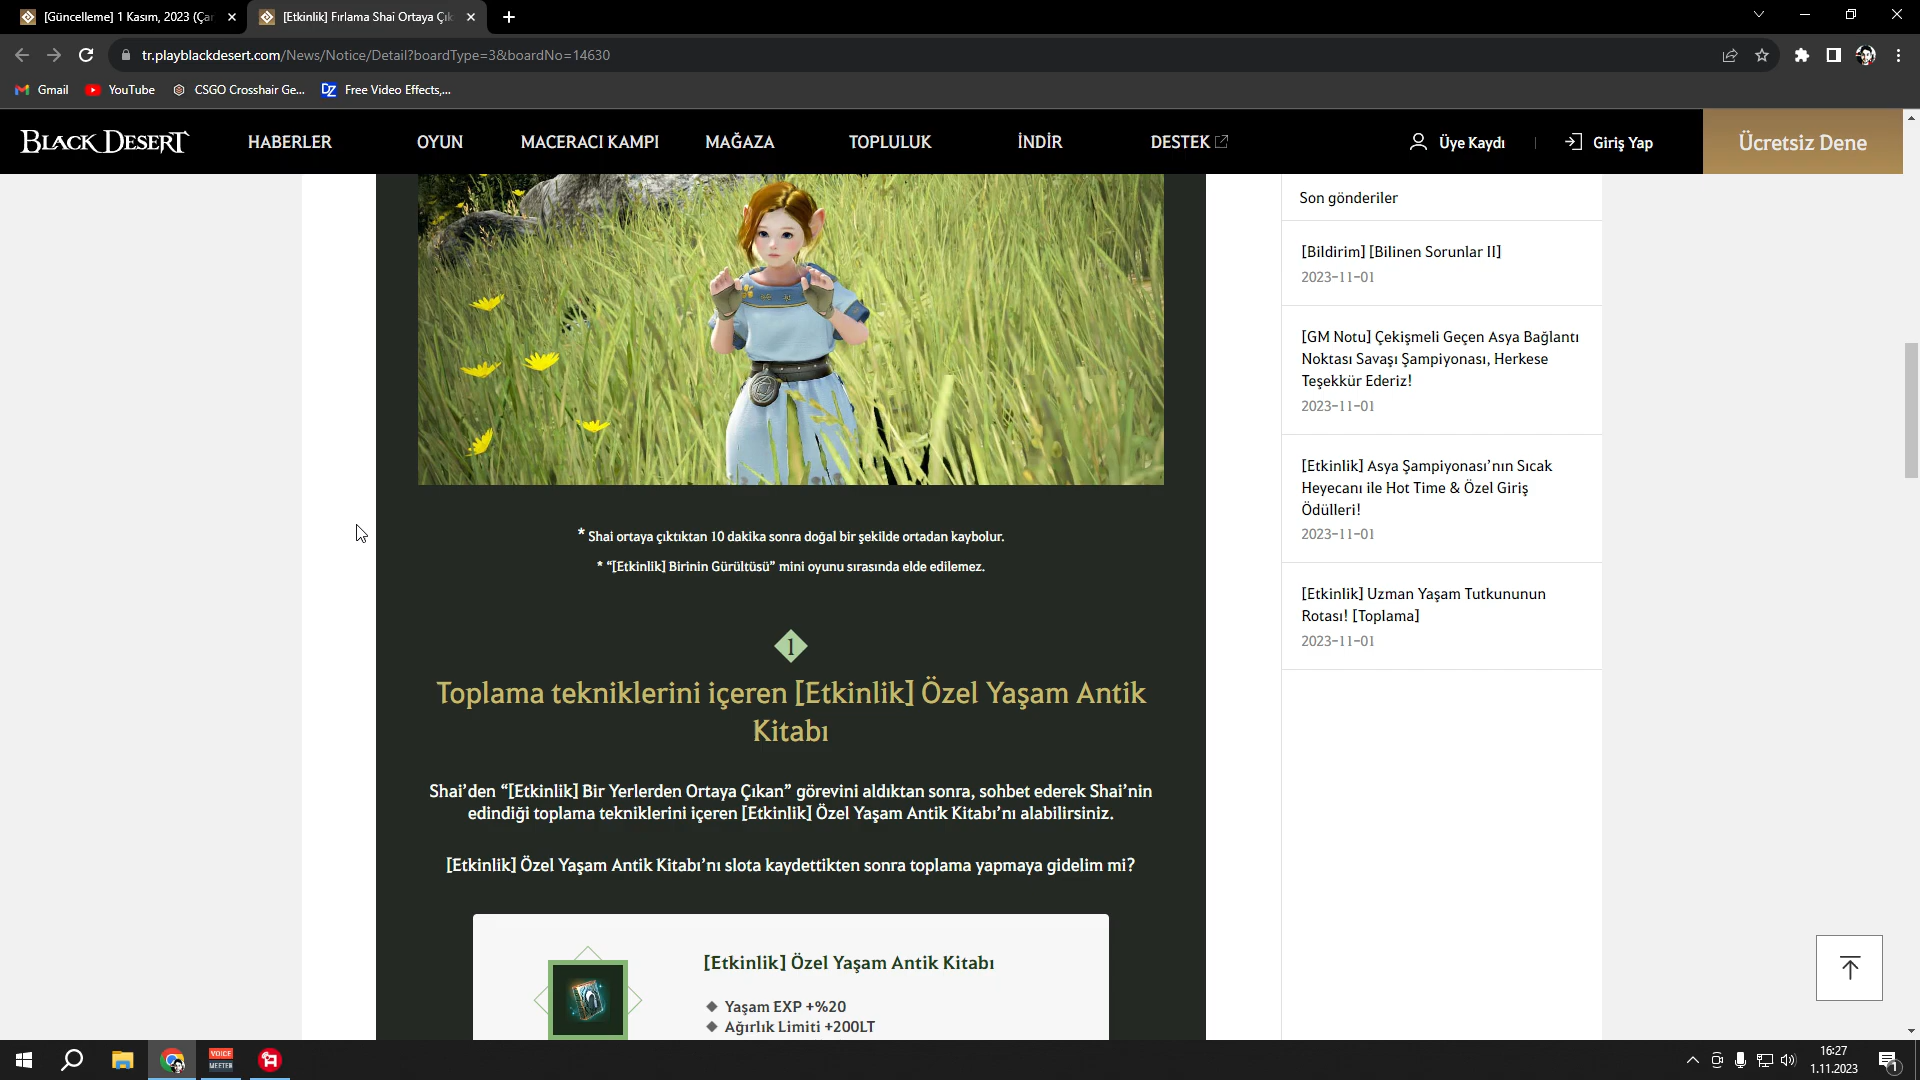 [Güncelleme] 1 Kasım, 2023 (Ça
[Etkinlik] Fırlama Shai Ortaya Çık
tr.playblackdesert.com/News/Notice/Detail?boardType=3&boardNo=14630
Gmail
YouTube
CSGO Crosshair Ge...
DZ
Free Video Effects,...
BLACK DESERT
HABERLER
OYUN
MACERACI KAMPI
MAĞAZA
TOPLULUK
İNDİR
DESTEK
Üye Kaydı
Giriş Yap
Ücretsiz Dene
* Shai ortaya çıktıktan 10 dakika sonra doğal bir şekilde ortadan kaybolur.
* “[Etkinlik] Birinin Gürültüsü” mini oyunu sırasında elde edilemez.
1
Toplama tekniklerini içeren [Etkinlik] Özel Yaşam Antik
Kitabı
Shai’den “[Etkinlik] Bir Yerlerden Ortaya Çıkan” görevini aldıktan sonra, sohbet ederek Shai’nin
edindiği toplama tekniklerini içeren [Etkinlik] Özel Yaşam Antik Kitabı’nı alabilirsiniz.
[Etkinlik] Özel Yaşam Antik Kitabı’nı slota kaydettikten sonra toplama yapmaya gidelim mi?
[Etkinlik] Özel Yaşam Antik Kitabı
◆ Yaşam EXP +%20
◆ Ağırlık Limiti +200LT
Son gönderiler
[Bildirim] [Bilinen Sorunlar II]
2023-11-01
[GM Notu] Çekişmeli Geçen Asya Bağlantı
Noktası Savaşı Şampiyonası, Herkese
Teşekkür Ederiz!
2023-11-01
[Etkinlik] Asya Şampiyonası’nın Sıcak
Heyecanı ile Hot Time & Özel Giriş
Ödülleri!
2023-11-01
[Etkinlik] Uzman Yaşam Tutkununun
Rotası! [Toplama]
2023-11-01
VOICE
MEETER
16:27
1.11.2023
1